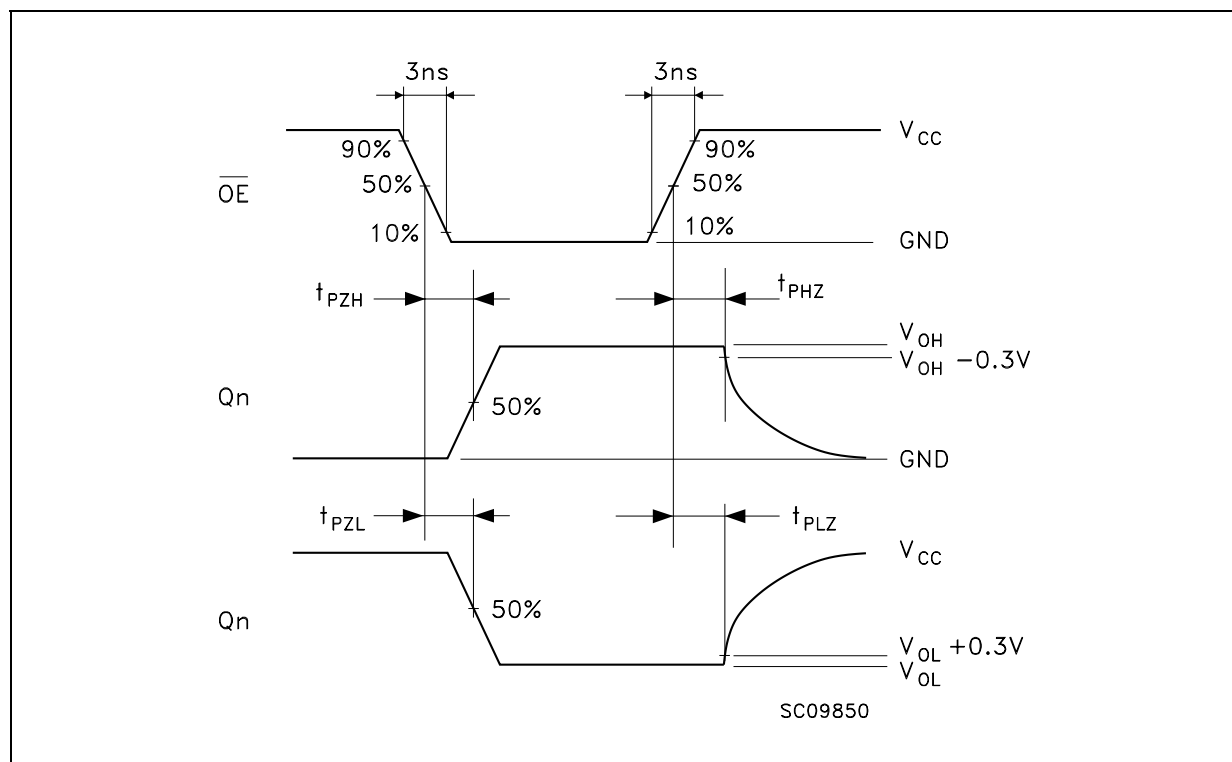 3ns 3ns
90% 90% V_CC
O̅E̅ 50% 50%
10% 10% GND
t_PZH t_PHZ
V_OH
V_OH −0.3V
Qn 50%
GND
t_PZL t_PLZ
V_CC
Qn 50%
V_OL +0.3V
V_OL
SC09850